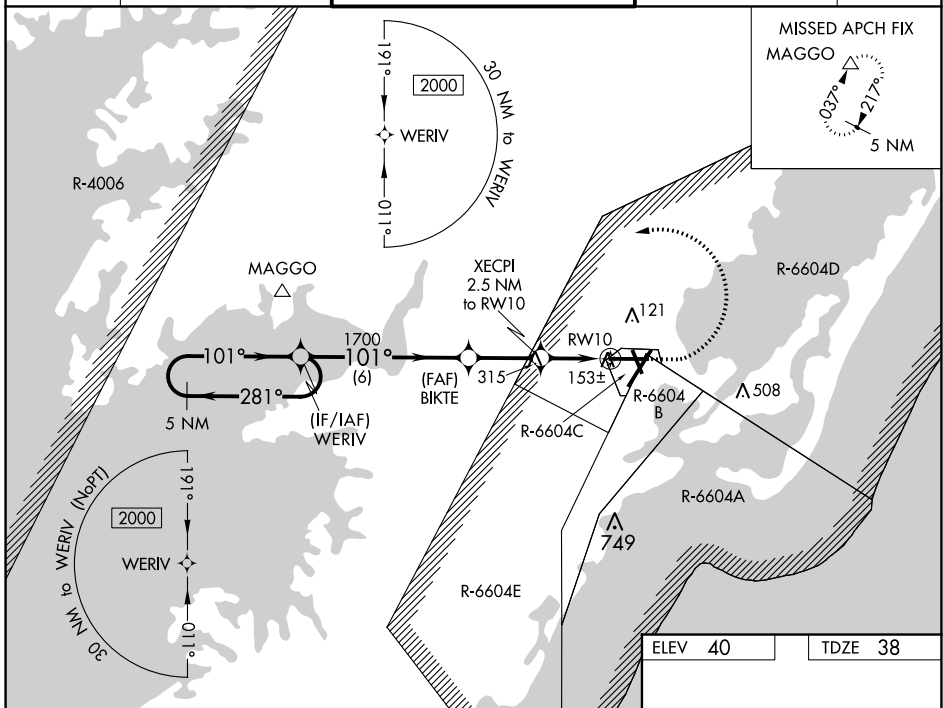 MISSED APCH FIX
MAGGO
037°
217°
5 NM
191°
2000
WERIV
011°
30 NM to WERIV
R-4006
MAGGO
XECPI
2.5 NM
to RW10
R-6604D
121
1700
101°
101°
(6)
RW10
315
153±
281°
(FAF)
BIKTE
5 NM
(IF/IAF)
WERIV
R-6604C
R-6604
B
508
191°
2000
WERIV
011°
30 NM to WERIV (NoPT)
R-6604A
749
R-6604E
ELEV 40
TDZE 38